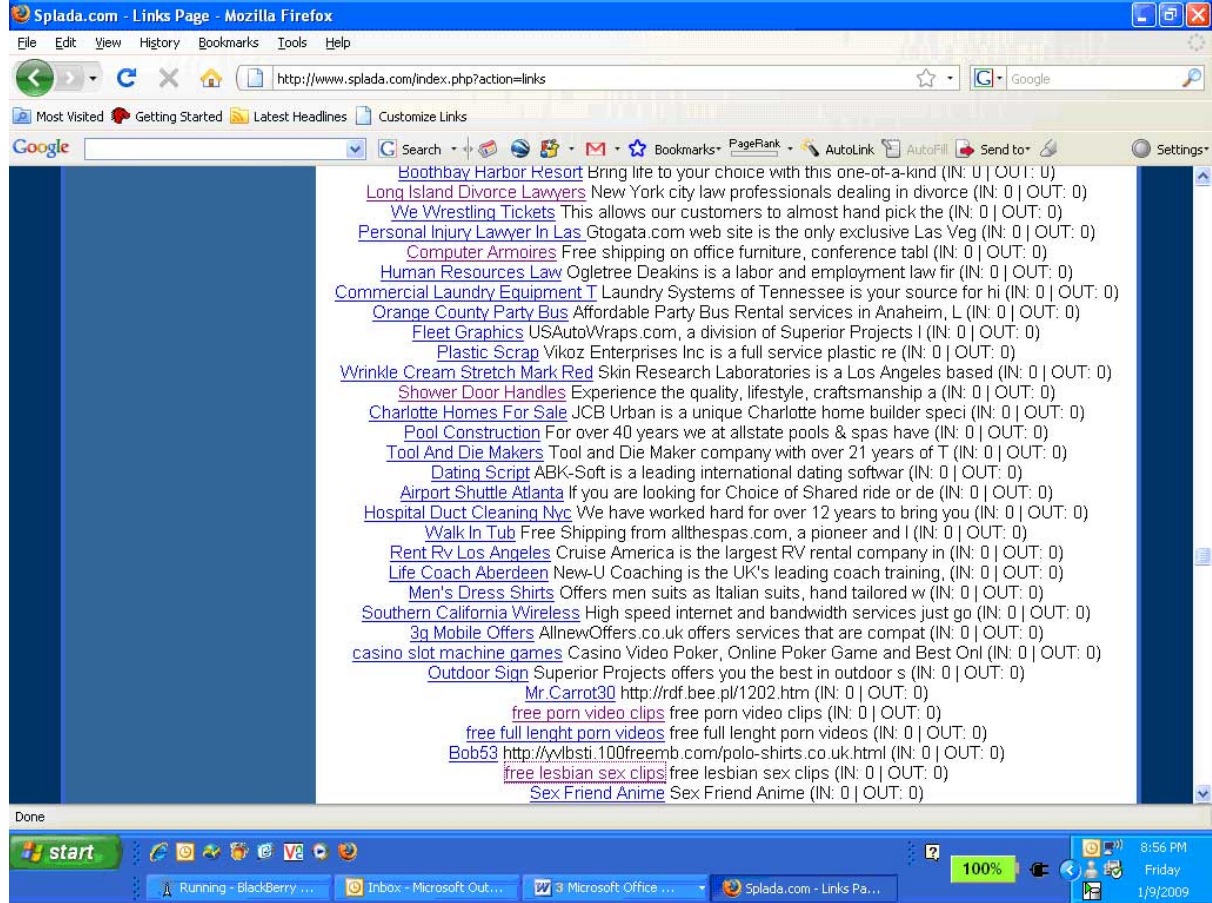 Splada.com - Links Page - Mozilla Firefox
File Edit View History Bookmarks Tools Help
http://www.splada.com/index.php?action=links
G Google
Most Visited Getting Started Latest Headlines Customize Links
Google G Search Bookmarks PageRank AutoLink AutoFill Send to Settings
Boothbay Harbor Resort Bring life to your choice with this one-of-a-kind (IN: 0 | OUT: 0)
Long Island Divorce Lawyers New York city law professionals dealing in divorce (IN: 0 | OUT: 0)
We Wrestling Tickets This allows our customers to almost hand pick the (IN: 0 | OUT: 0)
Personal Injury Lawyer In Las Gtogata.com web site is the only exclusive Las Veg (IN: 0 | OUT: 0)
Computer Armoires Free shipping on office furniture, conference tabl (IN: 0 | OUT: 0)
Human Resources Law Ogletree Deakins is a labor and employment law fir (IN: 0 | OUT: 0)
Commercial Laundry Equipment T Laundry Systems of Tennessee is your source for hi (IN: 0 | OUT: 0)
Orange County Party Bus Affordable Party Bus Rental services in Anaheim, L (IN: 0 | OUT: 0)
Fleet Graphics USAutoWraps.com, a division of Superior Projects I (IN: 0 | OUT: 0)
Plastic Scrap Vikoz Enterprises Inc is a full service plastic re (IN: 0 | OUT: 0)
Wrinkle Cream Stretch Mark Red Skin Research Laboratories is a Los Angeles based (IN: 0 | OUT: 0)
Shower Door Handles Experience the quality, lifestyle, craftsmanship a (IN: 0 | OUT: 0)
Charlotte Homes For Sale JCB Urban is a unique Charlotte home builder speci (IN: 0 | OUT: 0)
Pool Construction For over 40 years we at allstate pools & spas have (IN: 0 | OUT: 0)
Tool And Die Makers Tool and Die Maker company with over 21 years of T (IN: 0 | OUT: 0)
Dating Script ABK-Soft is a leading international dating softwar (IN: 0 | OUT: 0)
Airport Shuttle Atlanta If you are looking for Choice of Shared ride or de (IN: 0 | OUT: 0)
Hospital Duct Cleaning Nyc We have worked hard for over 12 years to bring you (IN: 0 | OUT: 0)
Walk In Tub Free Shipping from allthespas.com, a pioneer and l (IN: 0 | OUT: 0)
Rent Rv Los Angeles Cruise America is the largest RV rental company in (IN: 0 | OUT: 0)
Life Coach Aberdeen New-U Coaching is the UK's leading coach training, (IN: 0 | OUT: 0)
Men's Dress Shirts Offers men suits as Italian suits, hand tailored w (IN: 0 | OUT: 0)
Southern California Wireless High speed internet and bandwidth services just go (IN: 0 | OUT: 0)
3g Mobile Offers AllnewOffers.co.uk offers services that are compat (IN: 0 | OUT: 0)
casino slot machine games Casino Video Poker, Online Poker Game and Best Onl (IN: 0 | OUT: 0)
Outdoor Sign Superior Projects offers you the best in outdoor s (IN: 0 | OUT: 0)
Mr.Carrot30 http://rdf.bee.pl/1202.htm (IN: 0 | OUT: 0)
free porn video clips free porn video clips (IN: 0 | OUT: 0)
free full lenght porn videos free full lenght porn videos (IN: 0 | OUT: 0)
Bob53 http://yvlbsti.100freemb.com/polo-shirts.co.uk.html (IN: 0 | OUT: 0)
free lesbian sex clips free lesbian sex clips (IN: 0 | OUT: 0)
Sex Friend Anime Sex Friend Anime (IN: 0 | OUT: 0)
Done
start 100% 8:56 PM
Friday
Running - BlackBerry ... Inbox - Microsoft Out... 3 Microsoft Office ... Splada.com - Links Pa... 1/9/2009